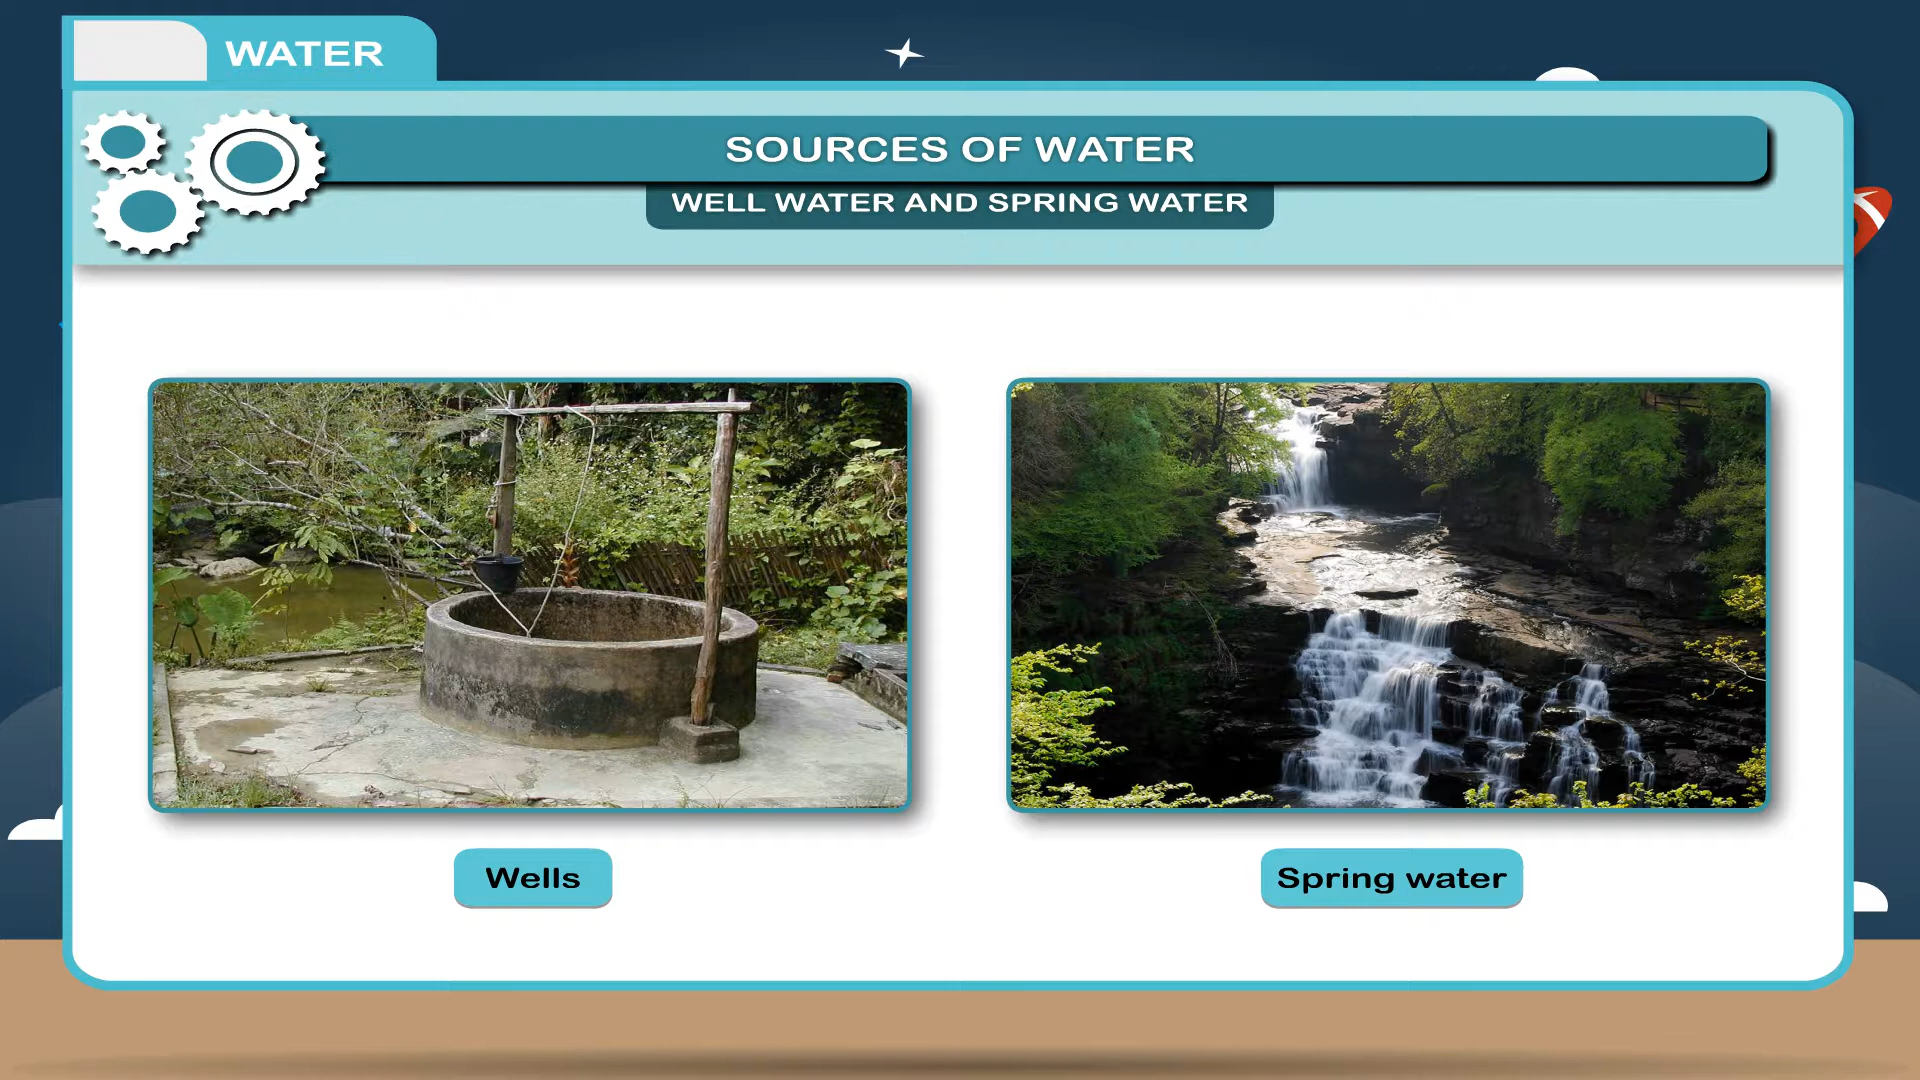 WATER
SOURCES OF WATER
WELL WATER AND SPRING WATER
Wells
Spring water